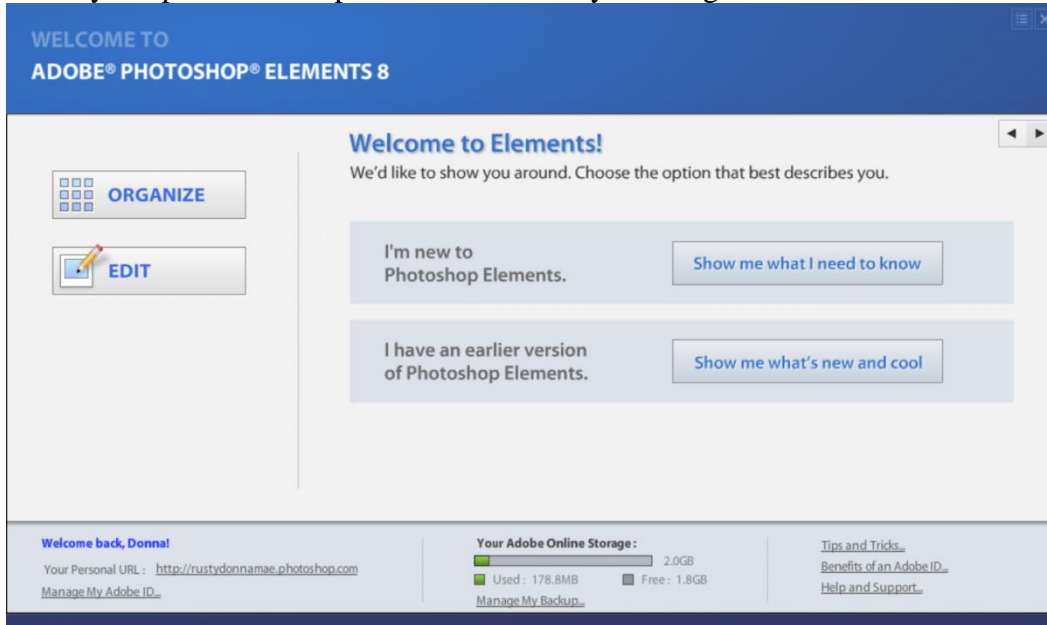 WELCOME TO
ADOBE® PHOTOSHOP® ELEMENTS 8
ORGANIZE
EDIT
Welcome to Elements!
We'd like to show you around. Choose the option that best describes you.
I'm new to
Photoshop Elements.
Show me what I need to know
I have an earlier version
of Photoshop Elements.
Show me what's new and cool
Welcome back, Donna!
Your Personal URL : http://rustydonnamae.photoshop.com
Manage My Adobe ID...
Your Adobe Online Storage :
2.0GB
Used : 178.8MB Free : 1.8GB
Manage My Backup...
Tips and Tricks...
Benefits of an Adobe ID...
Help and Support...